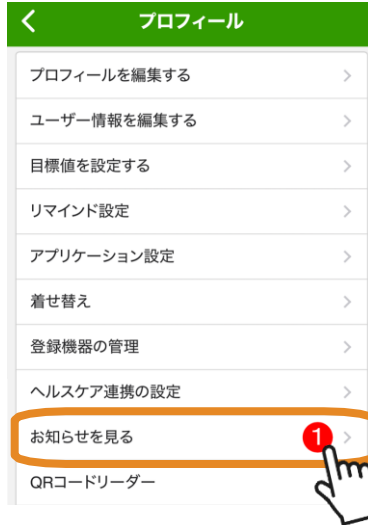 プロフィール
プロフィールを編集する
ユーザー情報を編集する
目標値を設定する
リマインド設定
アプリケーション設定
着せ替え
登録機器の管理
ヘルスケア連携の設定
お知らせを見る 1
QRコードリーダー